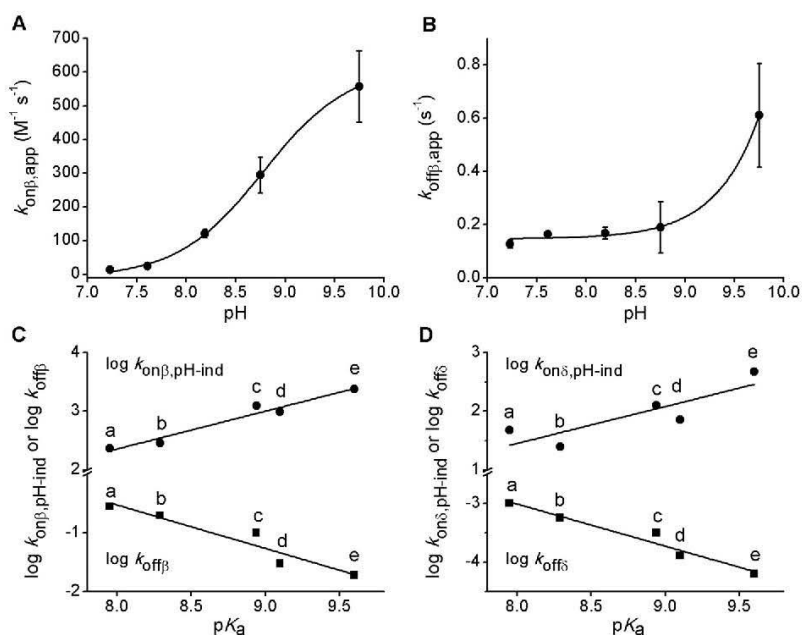 A
k_onβ,app (M⁻¹ s⁻¹)
700
600
500
400
300
200
100
0
7.0 7.5 8.0 8.5 9.0 9.5 10.0
pH
B
k_offβ,app (s⁻¹)
0.8
0.6
0.4
0.2
0.0
7.0 7.5 8.0 8.5 9.0 9.5 10.0
pH
C
log k_onβ,pH-ind or log k_offβ
4
3
2
-1
-2
log k_onβ,pH-ind
a b c d e
a b c d e
log k_offβ
8.0 8.5 9.0 9.5
pKa
D
log k_onδ,pH-ind or log k_offδ
3
2
1
-3
-4
log k_onδ,pH-ind
a b c d e
a b c d e
log k_offδ
8.0 8.5 9.0 9.5
pKa